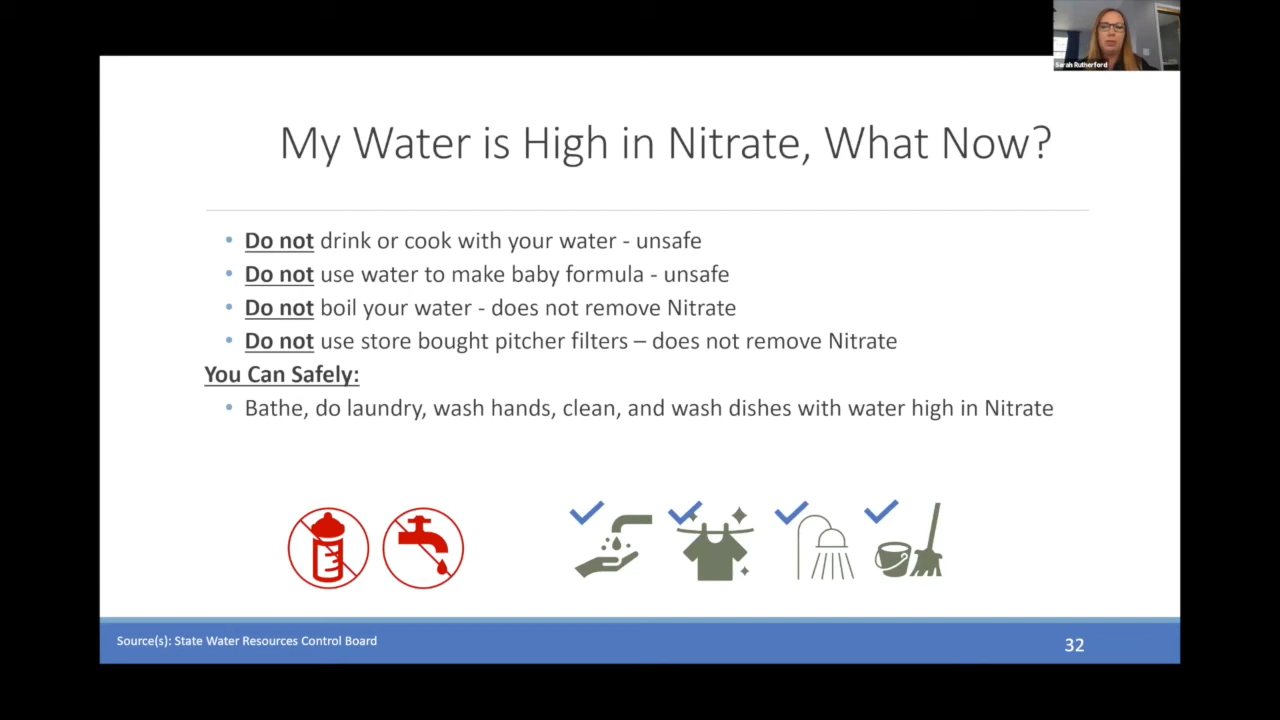 Sarah Rutherford
My Water is High in Nitrate, What Now?
• Do not drink or cook with your water - unsafe
• Do not use water to make baby formula - unsafe
• Do not boil your water - does not remove Nitrate
• Do not use store bought pitcher filters – does not remove Nitrate
You Can Safely:
• Bathe, do laundry, wash hands, clean, and wash dishes with water high in Nitrate
Source(s): State Water Resources Control Board
32